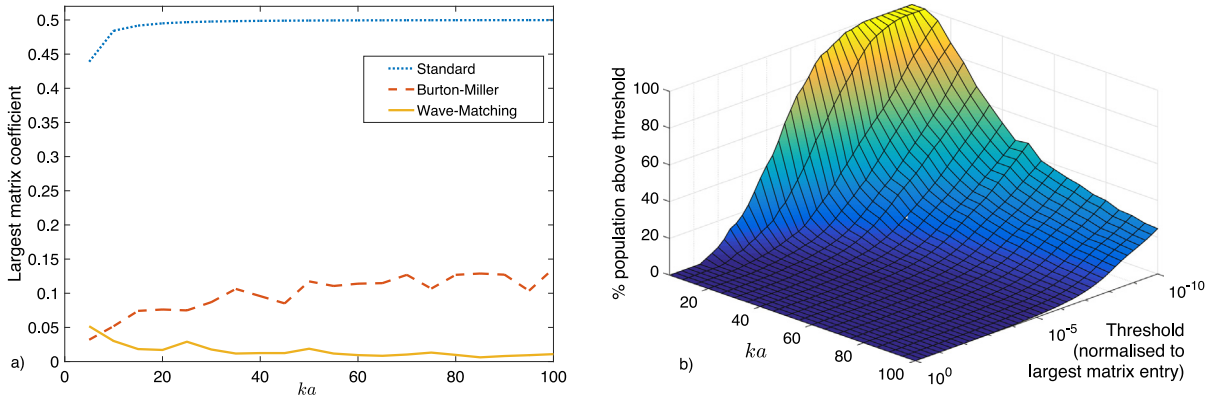 0.5
0.45
0.4
0.35
0.3
0.25
0.2
0.15
0.1
0.05
0
Largest matrix coefficient
Standard
Burton-Miller
Wave-Matching
0
20
40
60
80
100
ka
a)
100
80
60
40
20
0
% population above threshold
20
40
60
80
100
ka
10^0
10^-5
10^-10
Threshold
(normalised to
largest matrix entry)
b)